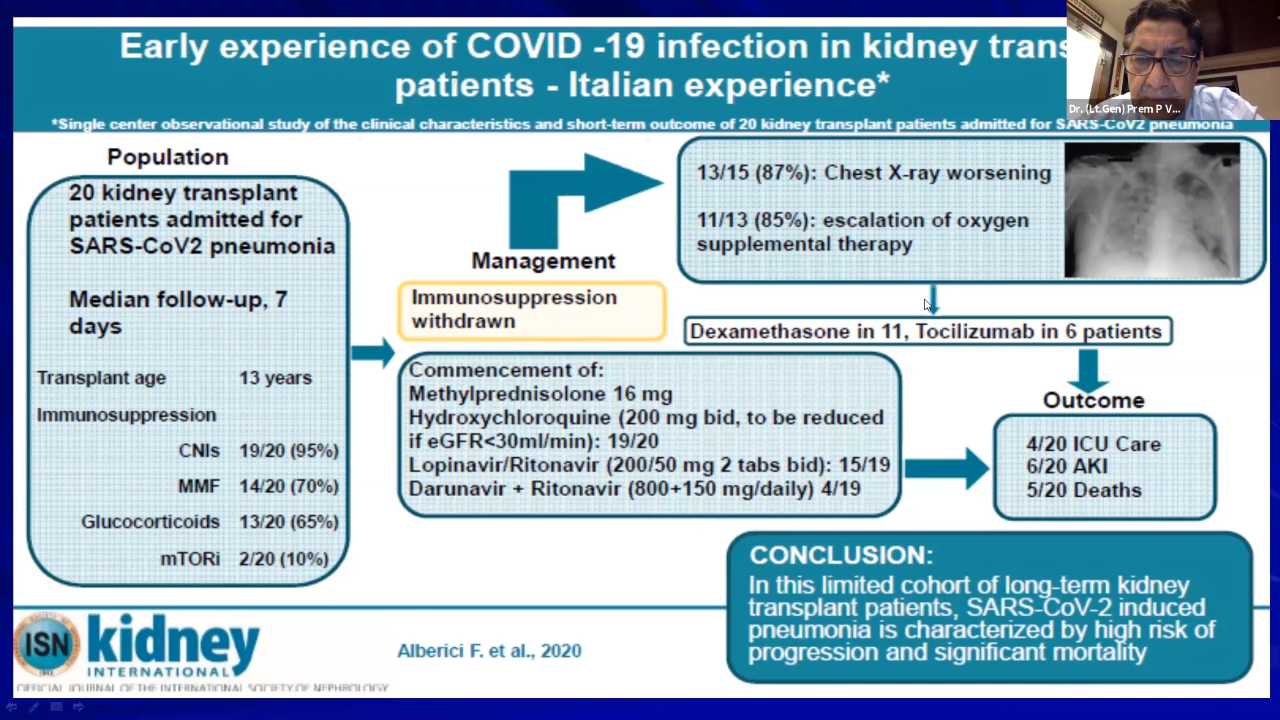 Early experience of COVID -19 infection in kidney trans
patients - Italian experience*
*Single center observational study of the clinical characteristics and short-term outcome of 20 kidney transplant patients admitted for SARS-CoV2 pneumonia
Dr. (Lt.Gen) Prem P V...
Population
20 kidney transplant
patients admitted for
SARS-CoV2 pneumonia
Median follow-up, 7
days
Transplant age 13 years
Immunosuppression
CNIs 19/20 (95%)
MMF 14/20 (70%)
Glucocorticoids 13/20 (65%)
mTORi 2/20 (10%)
Management
Immunosuppression
withdrawn
Commencement of:
Methylprednisolone 16 mg
Hydroxychloroquine (200 mg bid, to be reduced
if eGFR<30ml/min): 19/20
Lopinavir/Ritonavir (200/50 mg 2 tabs bid): 15/19
Darunavir + Ritonavir (800+150 mg/daily) 4/19
13/15 (87%): Chest X-ray worsening
11/13 (85%): escalation of oxygen
supplemental therapy
Dexamethasone in 11, Tocilizumab in 6 patients
Outcome
4/20 ICU Care
6/20 AKI
5/20 Deaths
CONCLUSION:
In this limited cohort of long-term kidney
transplant patients, SARS-CoV-2 induced
pneumonia is characterized by high risk of
progression and significant mortality
ISN
kidney
INTERNATIONAL
OFFICIAL JOURNAL OF THE INTERNATIONAL SOCIETY OF NEPHROLOGY
Alberici F. et al., 2020